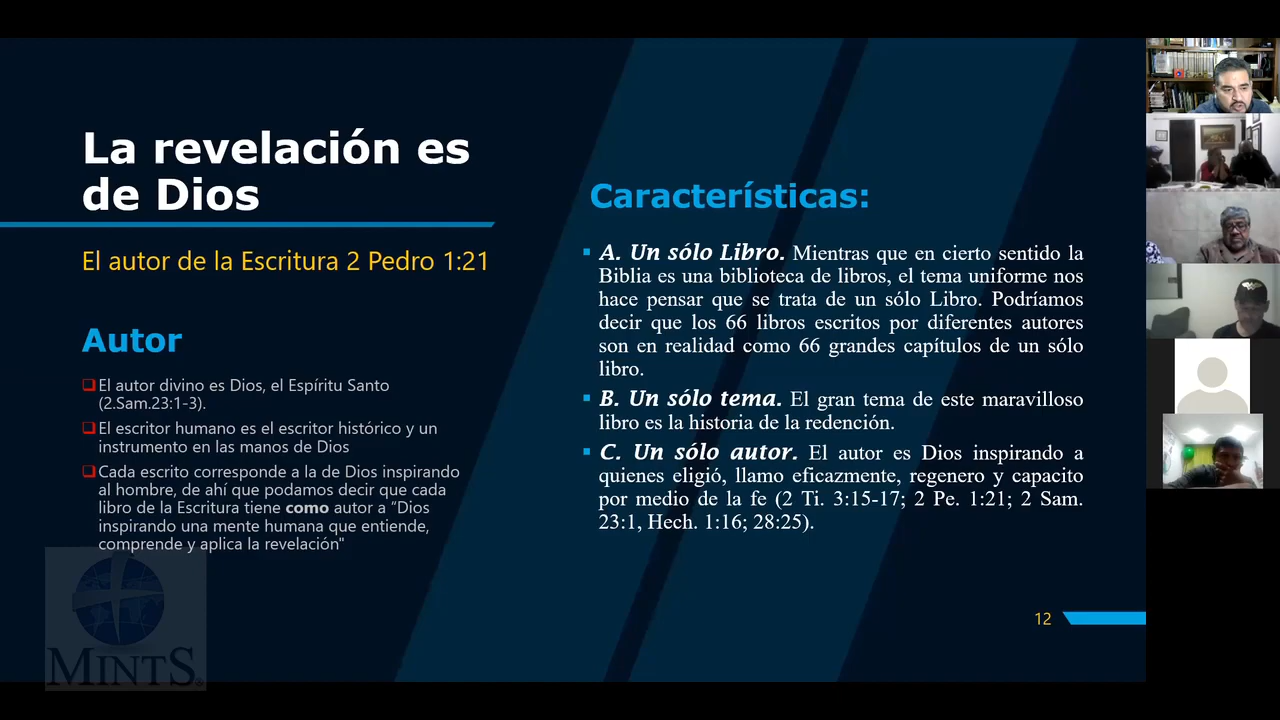 La revelación es
de Dios
El autor de la Escritura 2 Pedro 1:21
Autor
El autor divino es Dios, el Espíritu Santo
(2.Sam.23:1-3).
El escritor humano es el escritor histórico y un
instrumento en las manos de Dios
Cada escrito corresponde a la de Dios inspirando
al hombre, de ahí que podamos decir que cada
libro de la Escritura tiene como autor a “Dios
inspirando una mente humana que entiende,
comprende y aplica la revelación"
MINTS®
Características:
A. Un sólo Libro. Mientras que en cierto sentido la
Biblia es una biblioteca de libros, el tema uniforme nos
hace pensar que se trata de un sólo Libro. Podríamos
decir que los 66 libros escritos por diferentes autores
son en realidad como 66 grandes capítulos de un sólo
libro.
B. Un sólo tema. El gran tema de este maravilloso
libro es la historia de la redención.
C. Un sólo autor. El autor es Dios inspirando a
quienes eligió, llamo eficazmente, regenero y capacito
por medio de la fe (2 Ti. 3:15-17; 2 Pe. 1:21; 2 Sam.
23:1, Hech. 1:16; 28:25).
12